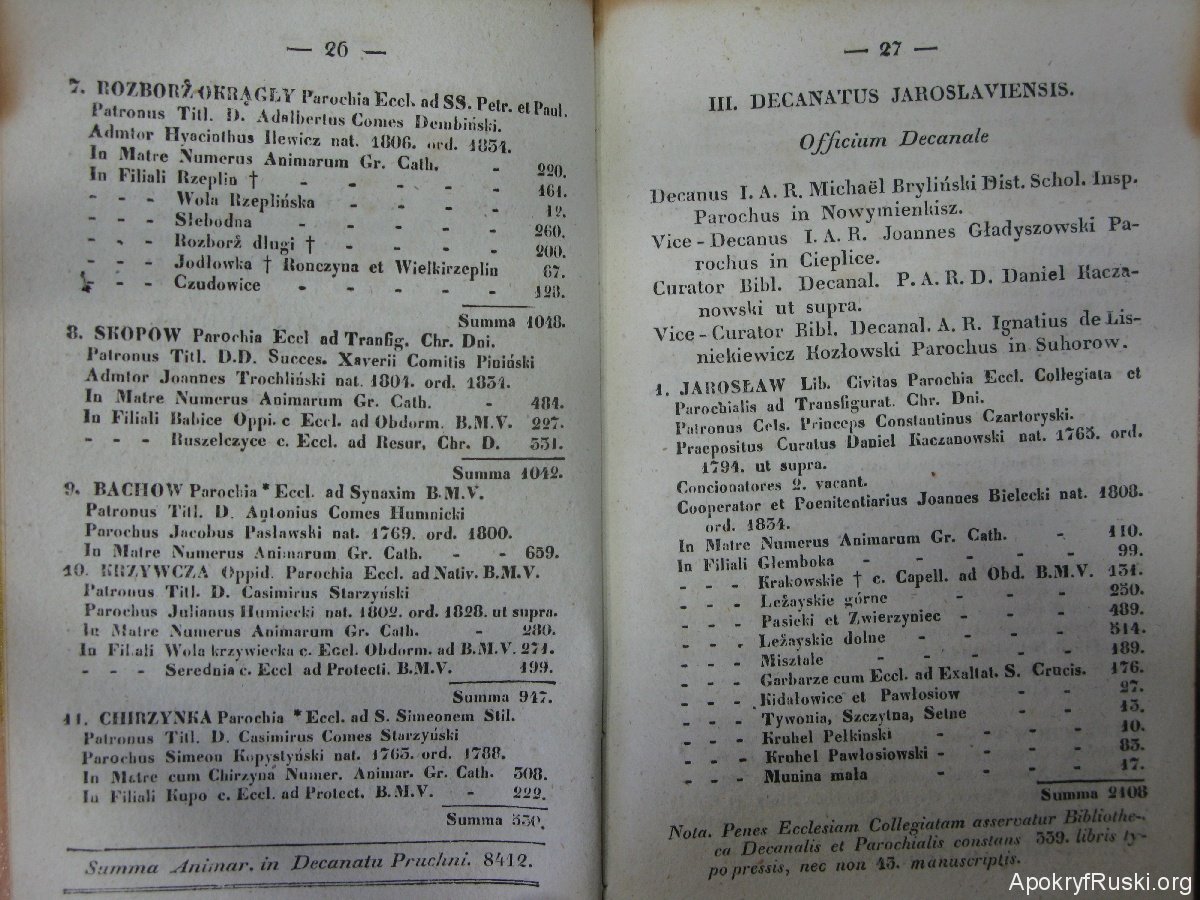 — 26 —
7. ROZBORŻ OKRĄGŁY Parochia Eccl. ad SS. Petr. et Paul.
Patronus Titl. D. Adalbertus Comes Dembiński.
Admtor Hyacinthus Ilewicz nat. 1806. ord. 1834.
In Matre Numerus Animarum Gr. Cath. - 220.
In Filiali Rzeplin † - - - - - 161.
- - - Wola Rzeplińska - - - - 12.
- - - Słebodna - - - - - 260.
- - - Rozborż długi † - - - - 200.
- - - Jodłowka † Ronczyna et Wielkirzeplin 67.
- - - Czudowice - - - - - 128.
Summa 1048.
8. SKOPOW Parochia Eccl ad Transfig. Chr. Dni.
Patronus Titl. D.D. Succes. Xaverii Comitis Piniński
Admtor Joannes Trochliński nat. 1804. ord. 1834.
In Matre Numerus Animarum Gr. Cath. - 484.
In Filiali Babice Oppi. c Eccl. ad Obdorm. B.M.V. 227.
- - - Ruszelczyce c. Eccl. ad Resur, Chr. D. 331.
Summa 1042.
9. BACHOW Parochia * Eccl. ad Synaxim B.M.V.
Patronus Titl. D. Antonius Comes Humnicki
Parochus Jacobus Pasławski nat. 1769. ord. 1800.
In Matre Numerus Animarum Gr. Cath. - - 659.
10. KRZYWCZA Oppid. Parochia Eccl. ad Nativ. B.M.V.
Patronus Titl. D. Casimirus Starzyński
Parochus Julianus Humiecki nat. 1802. ord. 1828. ut supra.
In Matre Numerus Animarum Gr. Cath. - 280.
In Filiali Wola krzywiecka c. Eccl. Obdorm. ad B.M.V. 271.
- - - Serednia c. Eccl ad Protecti. B.M.V. 199.
Summa 947.
11. CHIRZYNKA Parochia * Eccl. ad S. Simeonem Stil.
Patronus Titl. D. Casimirus Comes Starzyński
Parochus Simeon Kopystyński nat. 1763. ord. 1788.
In Matre cum Chirzyna Numer. Animar. Gr. Cath. 308.
In Filiali Kupo c. Eccl. ad Protect. B.M.V. - 222.
Summa 530.
Summa Animar. in Decanatu Pruchni. 8412.
— 27 —
III. DECANATUS JAROSLAVIENSIS.
Officium Decanale
Decanus I. A. R. Michaël Bryliński Dist. Schol. Insp.
Parochus in Nowymienkisz.
Vice - Decanus I. A. R. Joannes Gładyszowski Pa-
rochus in Cieplice.
Curator Bibl. Decanal. P. A. R. D. Daniel Kacza-
nowski ut supra.
Vice - Curator Bibl. Decanal. A. R. Ignatius de Lis-
niekiewicz Kozłowski Parochus in Suhorow.
1. JAROSŁAW Lib. Civitas Parochia Eccl. Collegiata et
Parochialis ad Transfigurat. Chr. Dni.
Patronus Cels. Princeps Constantinus Czartoryski.
Praepositus Curatus Daniel Kaczanowski nat. 1765. ord.
1794. ut supra.
Concionatores 2. vacant.
Cooperator et Poenitentiarius Joannes Bielecki nat. 1808.
ord. 1834.
In Matre Numerus Animarum Gr. Cath. - 110.
In Filiali Głemboka - - - - - 99.
- - - Krakowskie † c. Capell. ad Obd. B.M.V. 131.
- - - Leżayskie górne - - - 250.
- - - Pasieki et Zwierzyniec - - - 489.
- - - Leżayskie dolne - - - - 514.
- - - Misztale - - - - - 189.
- - - Garbarze cum Eccl. ad Exaltat. S. Crucis. 176.
- - - Kidałowice et Pawłosiow - - 27.
- - - Tywonia, Szczytna, Setne - - 13.
- - - Kruhel Pełkinski - - - - 10.
- - - Kruhel Pawłosiowski - - - - 83.
- - - Munina mała - - - - 17.
Summa 2108
Nota. Penes Ecclesiam Collegiatam asservatur Bibliothe-
ca Decanalis et Parochialis constans 339. libris ty-
po pressis, nec non 43. manuscriptis.
ApokryfRuski.org